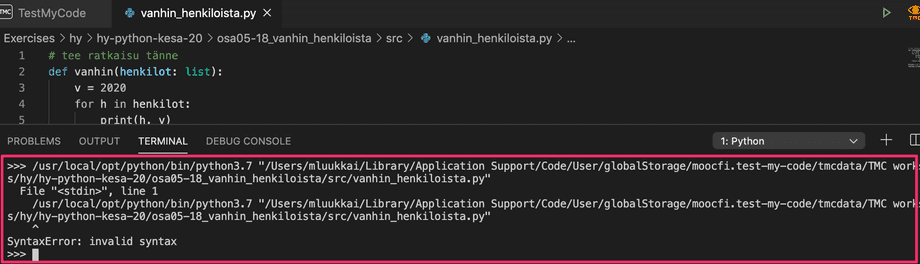 TMC TestMyCode vanhin_henkiloista.py
TMC
Exercises > hy > hy-python-kesa-20 > osa05-18_vanhin_henkiloista > src > vanhin_henkiloista.py > ...
1 # tee ratkaisu tänne
2 def vanhin(henkilot: list):
3 v = 2020
4 for h in henkilot:
5 print(h, v)
PROBLEMS OUTPUT TERMINAL DEBUG CONSOLE 1: Python
>>> /usr/local/opt/python/bin/python3.7 "/Users/mluukkai/Library/Application Support/Code/User/globalStorage/moocfi.test-my-code/tmcdata/TMC works
s/hy/hy-python-kesa-20/osa05-18_vanhin_henkiloista/src/vanhin_henkiloista.py"
File "<stdin>", line 1
/usr/local/opt/python/bin/python3.7 "/Users/mluukkai/Library/Application Support/Code/User/globalStorage/moocfi.test-my-code/tmcdata/TMC works
s/hy/hy-python-kesa-20/osa05-18_vanhin_henkiloista/src/vanhin_henkiloista.py"
^
SyntaxError: invalid syntax
>>>